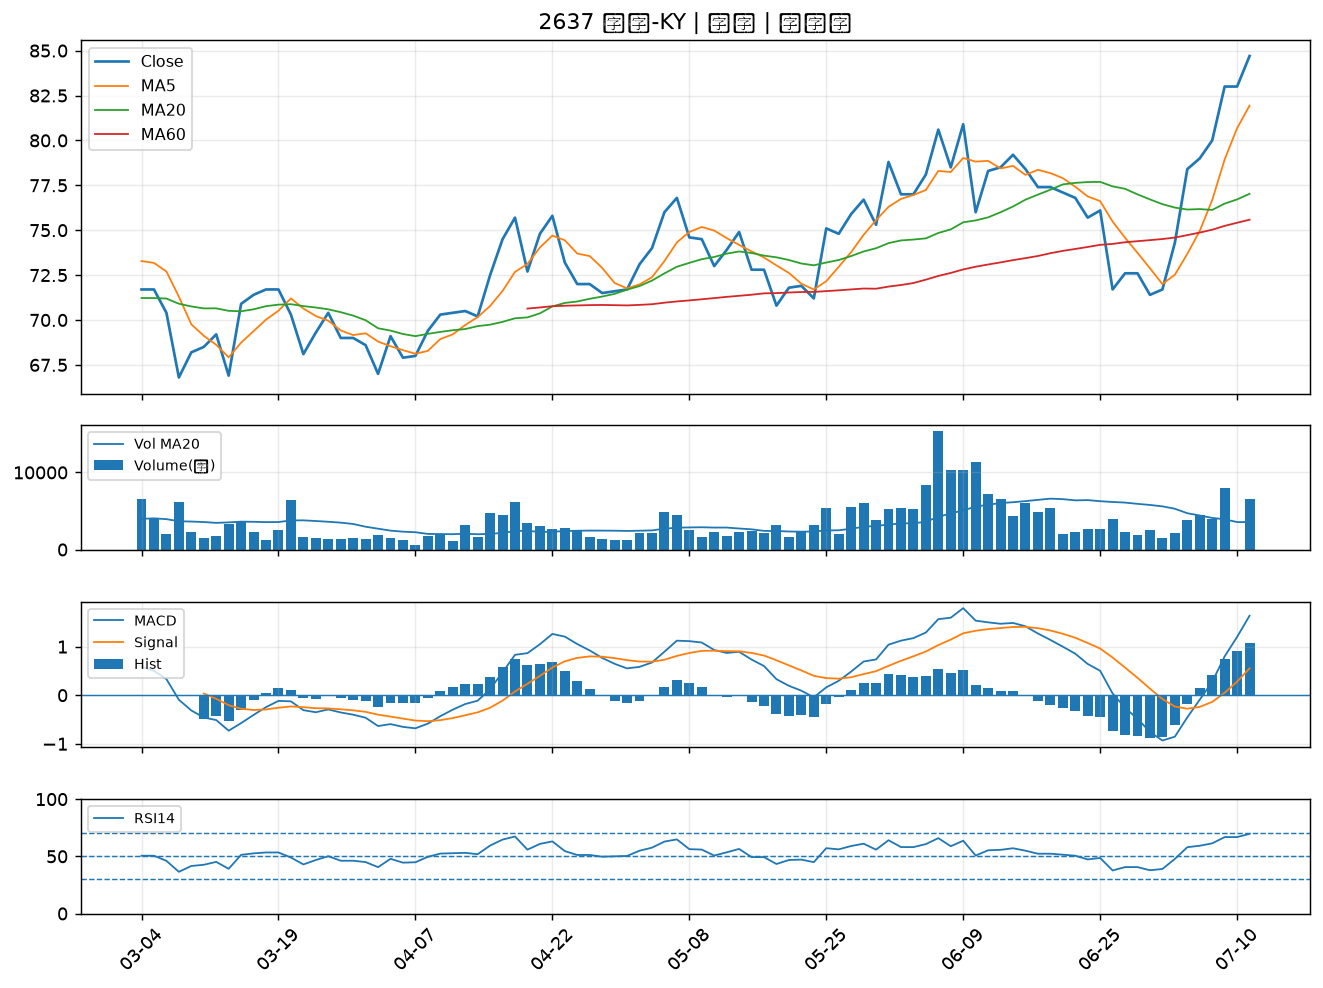 2637 -KY | |
85.0
82.5
80.0
77.5
75.0
72.5
70.0
67.5
Close
MA5
MA20
MA60
10000
0
Vol MA20
Volume( )
1
0
−1
MACD
Signal
Hist
100
50
0
RSI14
03-04 03-19 04-07 04-22 05-08 05-25 06-09 06-25 07-10